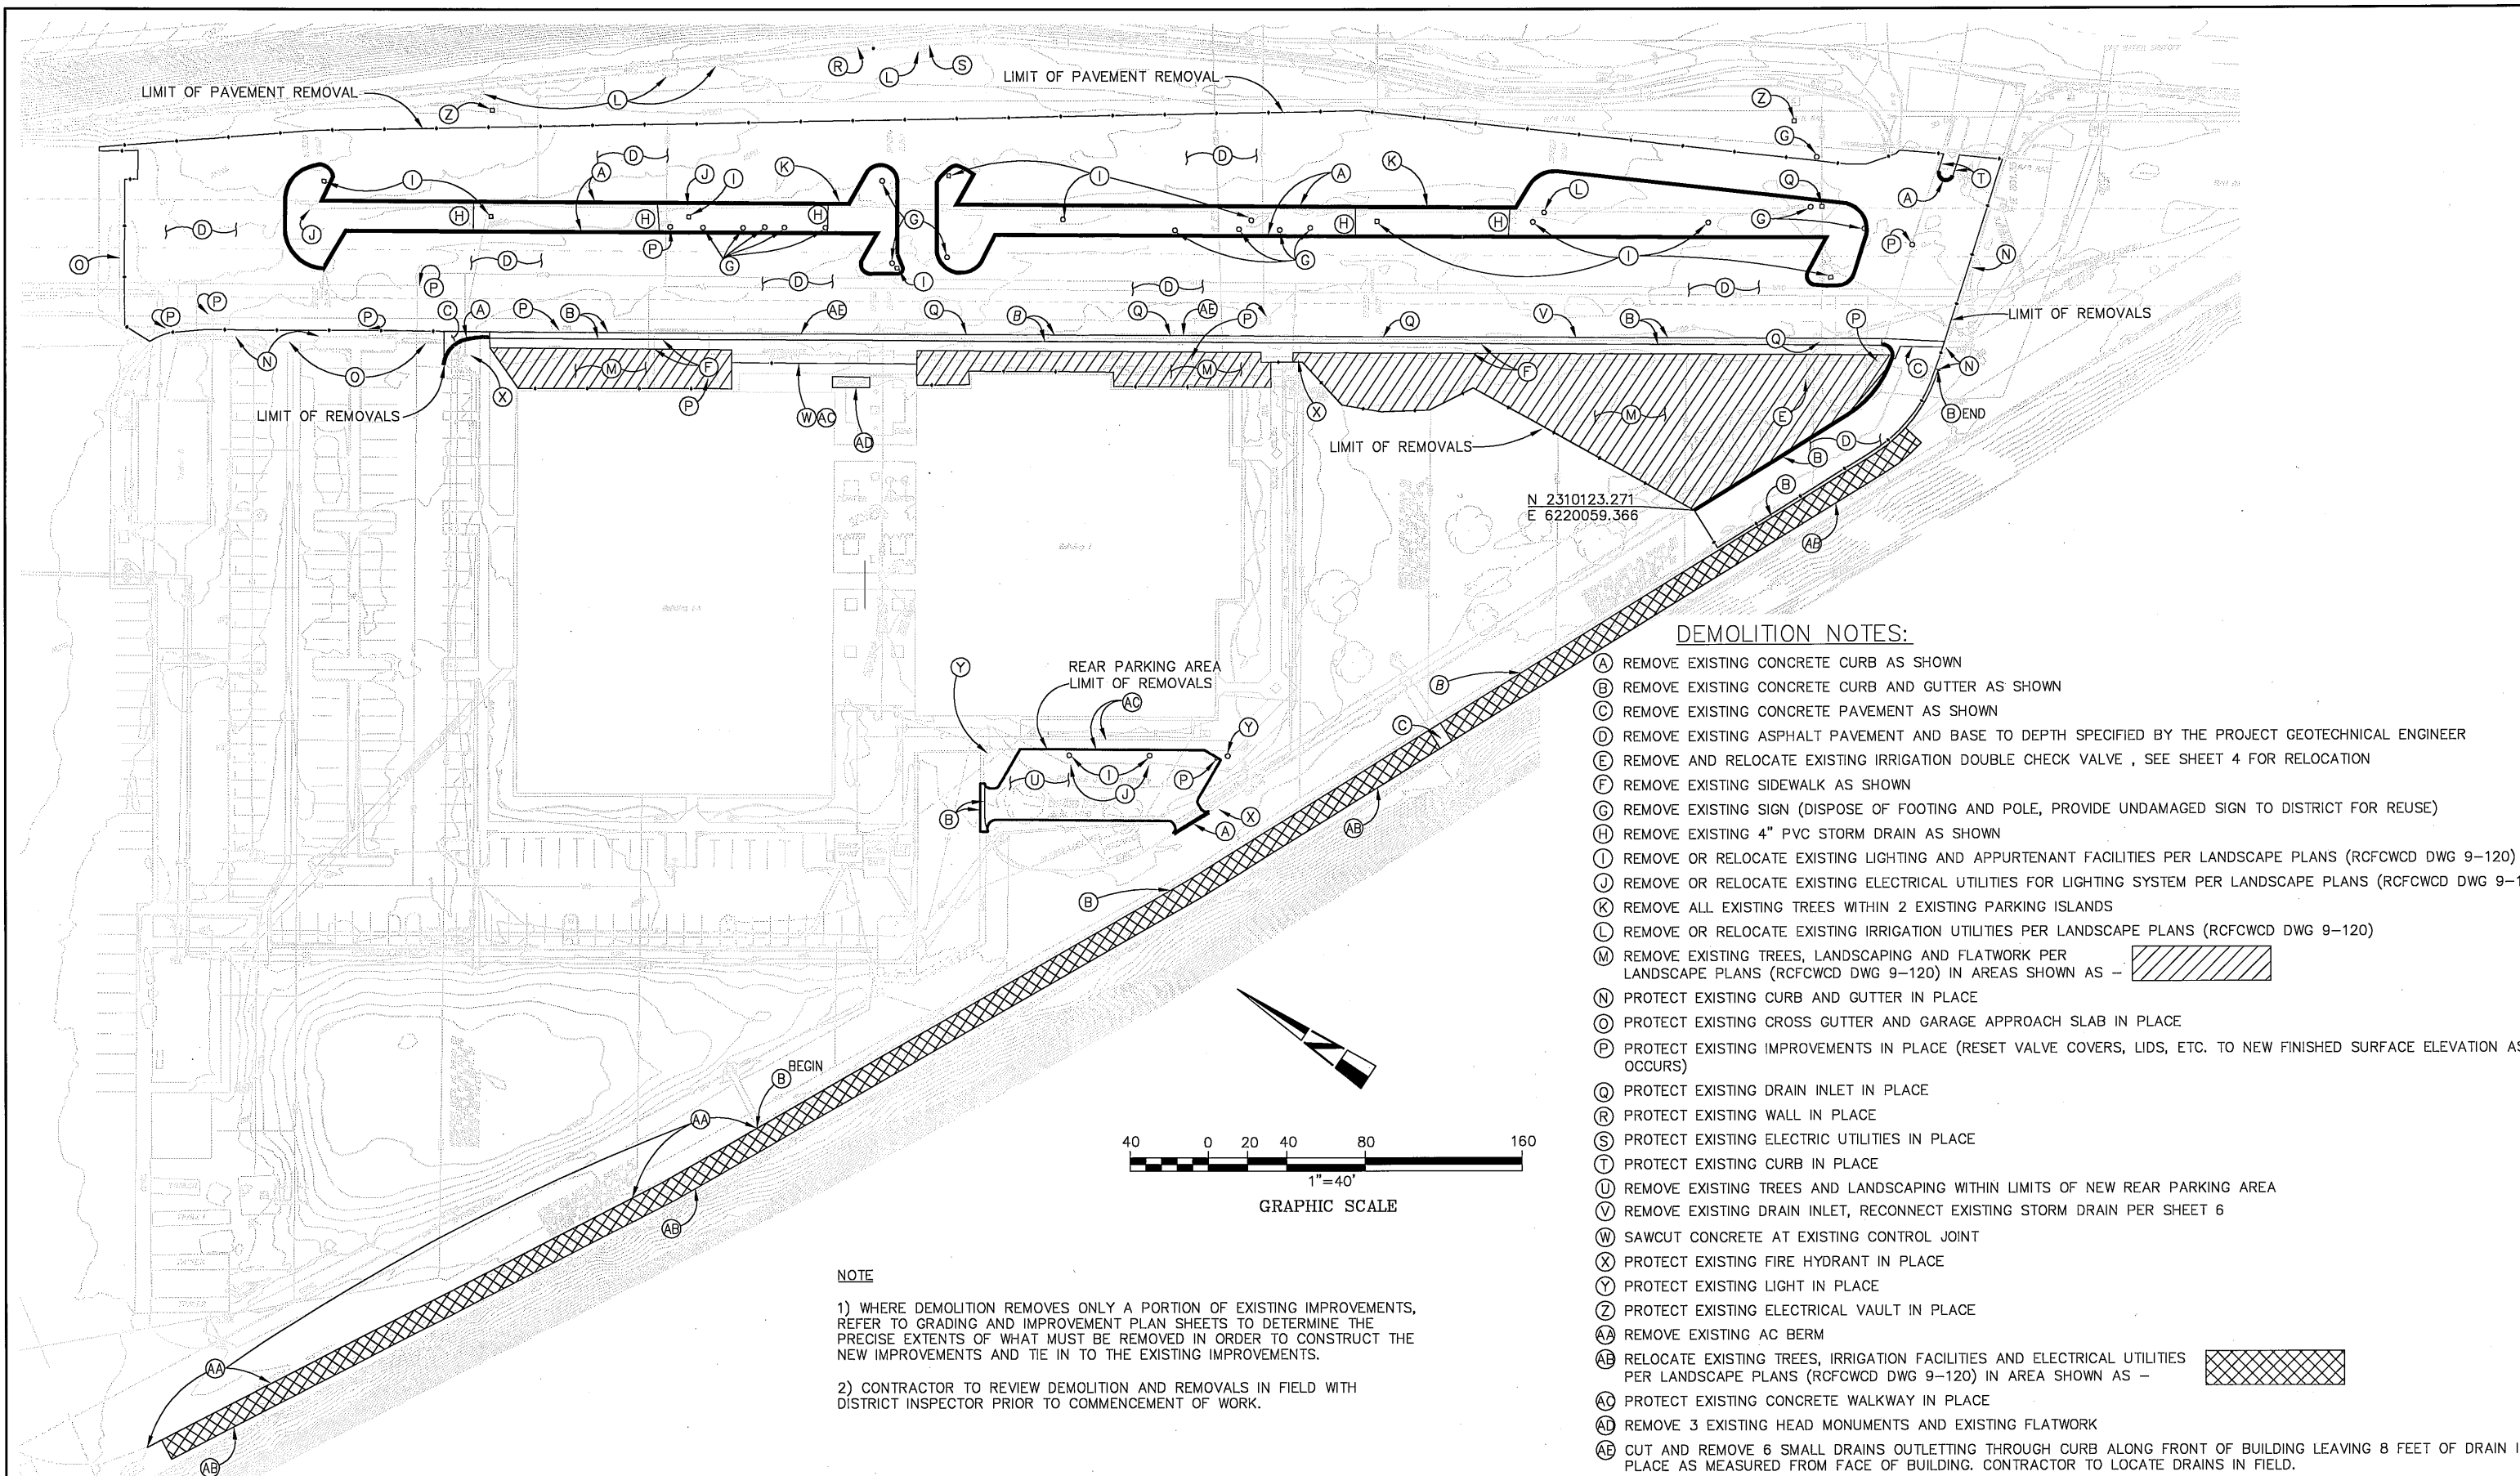 LIMIT OF PAVEMENT REMOVAL
LIMIT OF PAVEMENT REMOVAL
LIMIT OF REMOVALS
LIMIT OF REMOVALS
LIMIT OF REMOVALS
B END
N 2310123.271
E 6220059.366
REAR PARKING AREA
LIMIT OF REMOVALS
B BEGIN
DEMOLITION NOTES:
A REMOVE EXISTING CONCRETE CURB AS SHOWN
B REMOVE EXISTING CONCRETE CURB AND GUTTER AS SHOWN
C REMOVE EXISTING CONCRETE PAVEMENT AS SHOWN
D REMOVE EXISTING ASPHALT PAVEMENT AND BASE TO DEPTH SPECIFIED BY THE PROJECT GEOTECHNICAL ENGINEER
E REMOVE AND RELOCATE EXISTING IRRIGATION DOUBLE CHECK VALVE , SEE SHEET 4 FOR RELOCATION
F REMOVE EXISTING SIDEWALK AS SHOWN
G REMOVE EXISTING SIGN (DISPOSE OF FOOTING AND POLE, PROVIDE UNDAMAGED SIGN TO DISTRICT FOR REUSE)
H REMOVE EXISTING 4" PVC STORM DRAIN AS SHOWN
I REMOVE OR RELOCATE EXISTING LIGHTING AND APPURTENANT FACILITIES PER LANDSCAPE PLANS (RCFCWCD DWG 9-120)
J REMOVE OR RELOCATE EXISTING ELECTRICAL UTILITIES FOR LIGHTING SYSTEM PER LANDSCAPE PLANS (RCFCWCD DWG 9-1
K REMOVE ALL EXISTING TREES WITHIN 2 EXISTING PARKING ISLANDS
L REMOVE OR RELOCATE EXISTING IRRIGATION UTILITIES PER LANDSCAPE PLANS (RCFCWCD DWG 9-120)
M REMOVE EXISTING TREES, LANDSCAPING AND FLATWORK PER
LANDSCAPE PLANS (RCFCWCD DWG 9-120) IN AREAS SHOWN AS -
N PROTECT EXISTING CURB AND GUTTER IN PLACE
O PROTECT EXISTING CROSS GUTTER AND GARAGE APPROACH SLAB IN PLACE
P PROTECT EXISTING IMPROVEMENTS IN PLACE (RESET VALVE COVERS, LIDS, ETC. TO NEW FINISHED SURFACE ELEVATION AS
OCCURS)
Q PROTECT EXISTING DRAIN INLET IN PLACE
R PROTECT EXISTING WALL IN PLACE
S PROTECT EXISTING ELECTRIC UTILITIES IN PLACE
T PROTECT EXISTING CURB IN PLACE
U REMOVE EXISTING TREES AND LANDSCAPING WITHIN LIMITS OF NEW REAR PARKING AREA
V REMOVE EXISTING DRAIN INLET, RECONNECT EXISTING STORM DRAIN PER SHEET 6
W SAWCUT CONCRETE AT EXISTING CONTROL JOINT
X PROTECT EXISTING FIRE HYDRANT IN PLACE
Y PROTECT EXISTING LIGHT IN PLACE
Z PROTECT EXISTING ELECTRICAL VAULT IN PLACE
AA REMOVE EXISTING AC BERM
AB RELOCATE EXISTING TREES, IRRIGATION FACILITIES AND ELECTRICAL UTILITIES
PER LANDSCAPE PLANS (RCFCWCD DWG 9-120) IN AREA SHOWN AS -
AC PROTECT EXISTING CONCRETE WALKWAY IN PLACE
AD REMOVE 3 EXISTING HEAD MONUMENTS AND EXISTING FLATWORK
AE CUT AND REMOVE 6 SMALL DRAINS OUTLETTING THROUGH CURB ALONG FRONT OF BUILDING LEAVING 8 FEET OF DRAIN I
PLACE AS MEASURED FROM FACE OF BUILDING. CONTRACTOR TO LOCATE DRAINS IN FIELD.
40 0 20 40 80 160
1"=40'
GRAPHIC SCALE
NOTE
1) WHERE DEMOLITION REMOVES ONLY A PORTION OF EXISTING IMPROVEMENTS,
REFER TO GRADING AND IMPROVEMENT PLAN SHEETS TO DETERMINE THE
PRECISE EXTENTS OF WHAT MUST BE REMOVED IN ORDER TO CONSTRUCT THE
NEW IMPROVEMENTS AND TIE IN TO THE EXISTING IMPROVEMENTS.
2) CONTRACTOR TO REVIEW DEMOLITION AND REMOVALS IN FIELD WITH
DISTRICT INSPECTOR PRIOR TO COMMENCEMENT OF WORK.